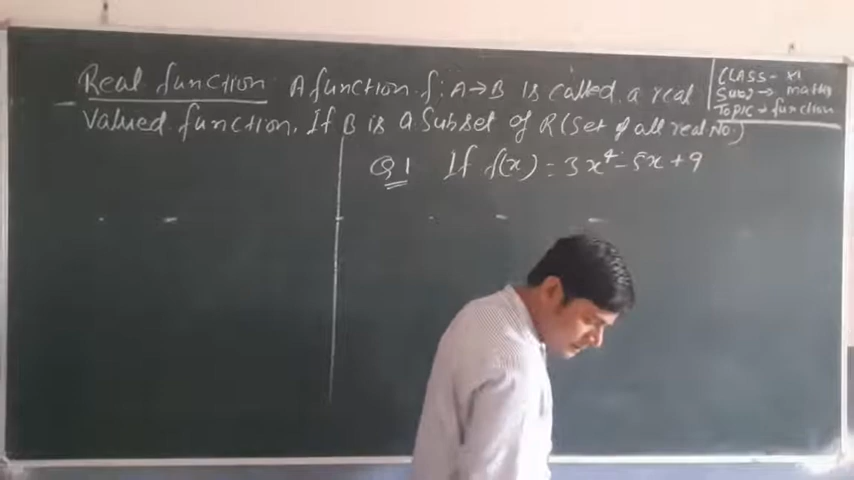 Real function A function f: A→B is called a real
Valued function, If B is a Subset of R (Set of all real No.)
CLASS - XI
Sub → maths
Topic → function
Q1 If f(x) = 3x⁴ - 5x + 9